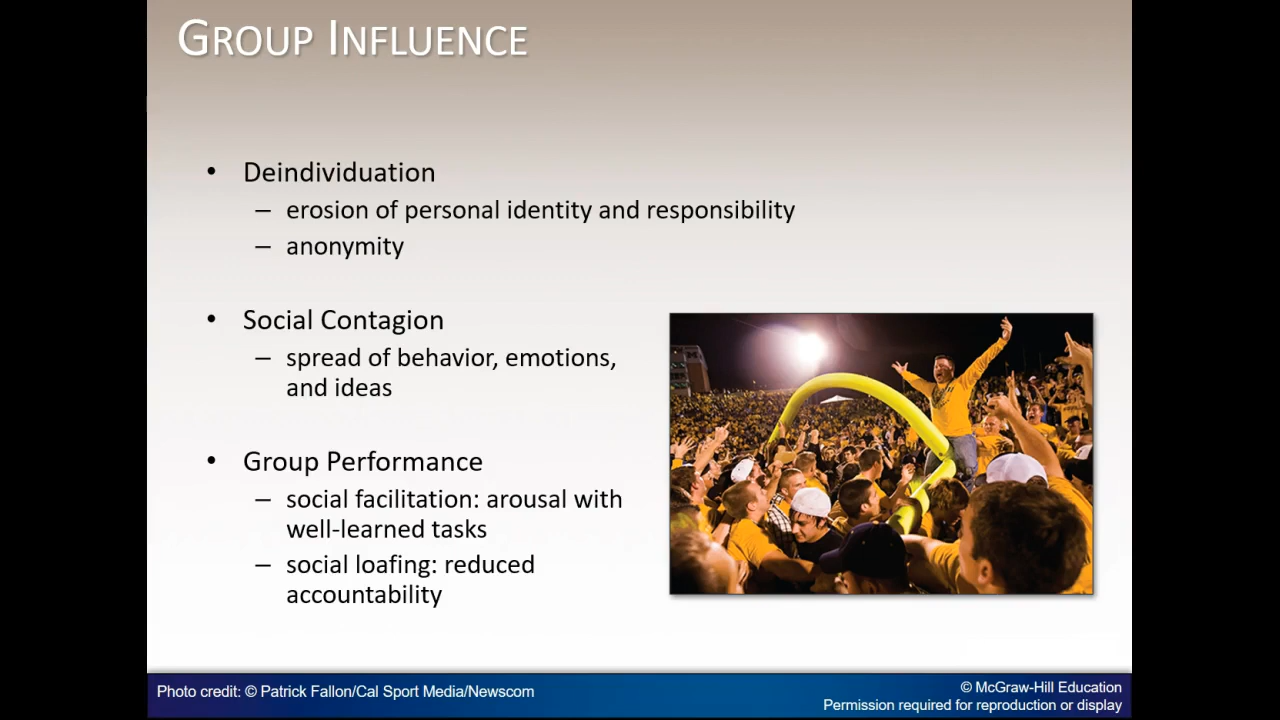 GROUP INFLUENCE
• Deindividuation
– erosion of personal identity and responsibility
– anonymity
• Social Contagion
– spread of behavior, emotions,
and ideas
• Group Performance
– social facilitation: arousal with
well-learned tasks
– social loafing: reduced
accountability
Photo credit: © Patrick Fallon/Cal Sport Media/Newscom
© McGraw-Hill Education
Permission required for reproduction or display